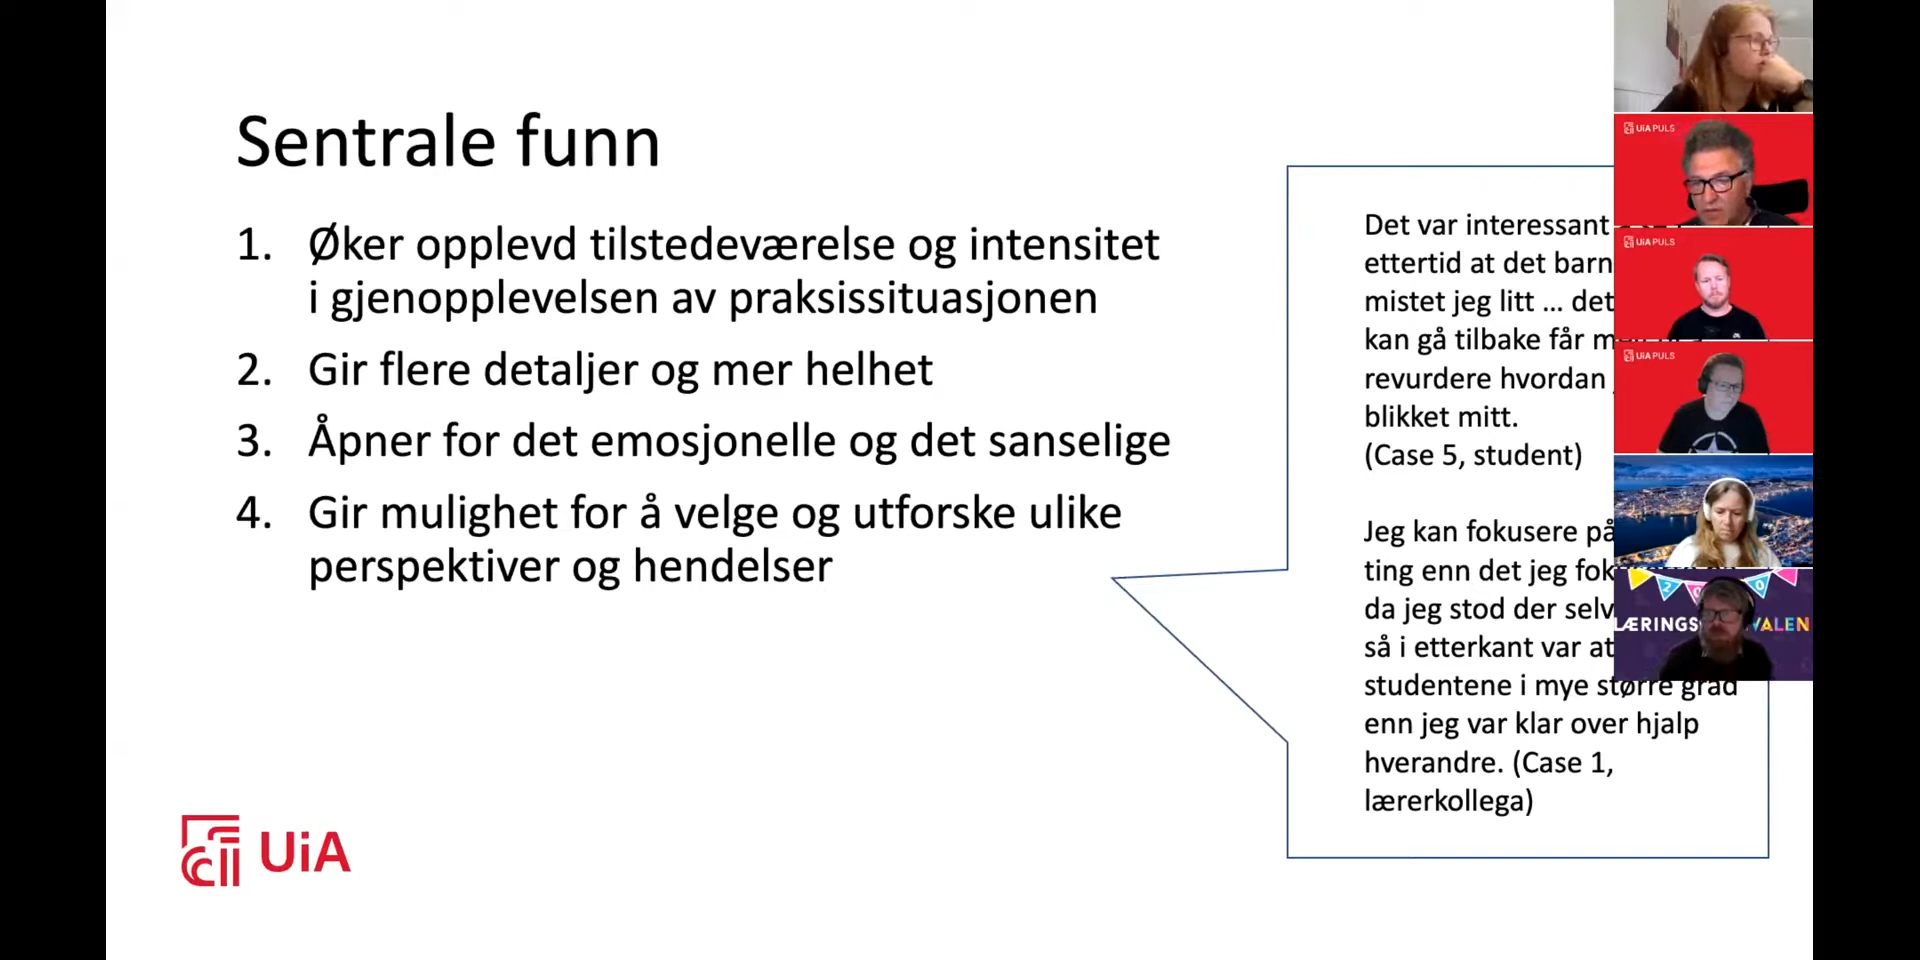 Sentrale funn
1. Øker opplevd tilstedeværelse og intensitet
i gjenopplevelsen av praksissituasjonen
2. Gir flere detaljer og mer helhet
3. Åpner for det emosjonelle og det sanselige
4. Gir mulighet for å velge og utforske ulike
perspektiver og hendelser
Det var interessant
ettertid at det barn
mistet jeg litt ... det
kan gå tilbake får
revurdere hvordan
blikket mitt.
(Case 5, student)
Jeg kan fokusere på
ting enn det jeg
da jeg stod der selv
så i etterkant var at
studentene i mye større grad
enn jeg var klar over hjalp
hverandre. (Case 1,
lærerkollega)
UiA
UiA PULS
UiA PULS
UiA PULS